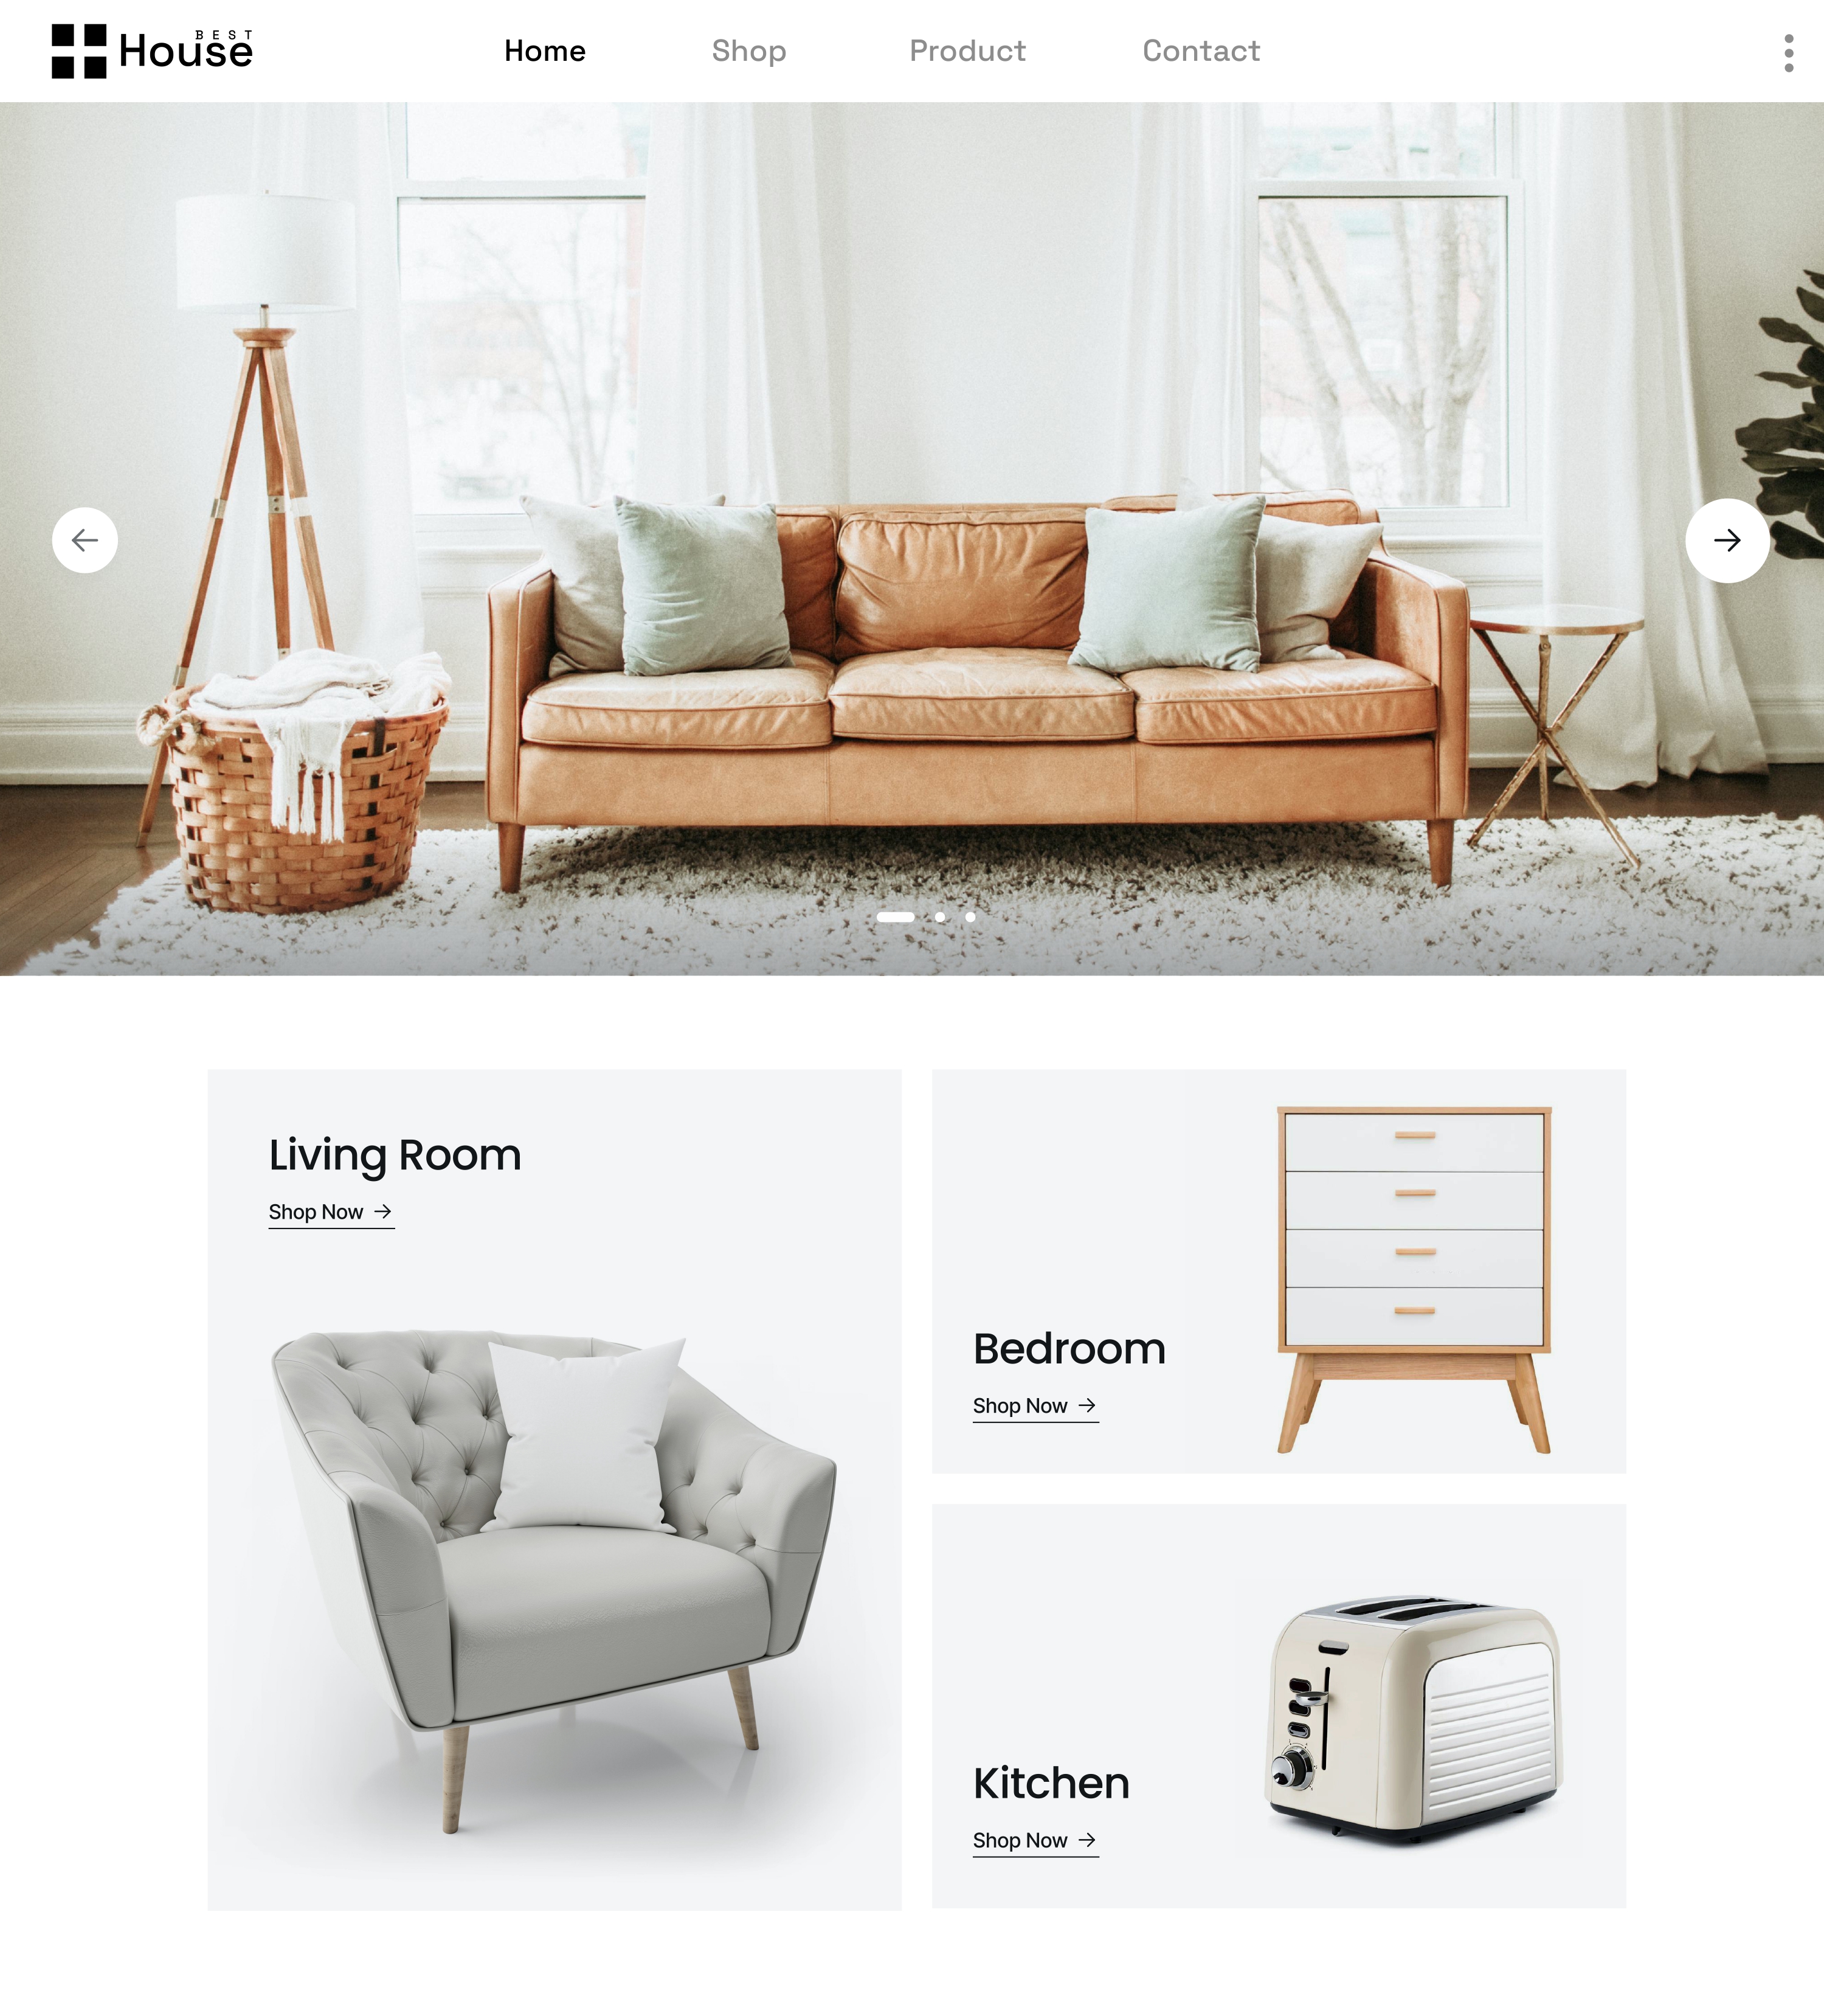 BEST
House
Home
Shop
Product
Contact
Living Room
Shop Now
Bedroom
Shop Now
Kitchen
Shop Now